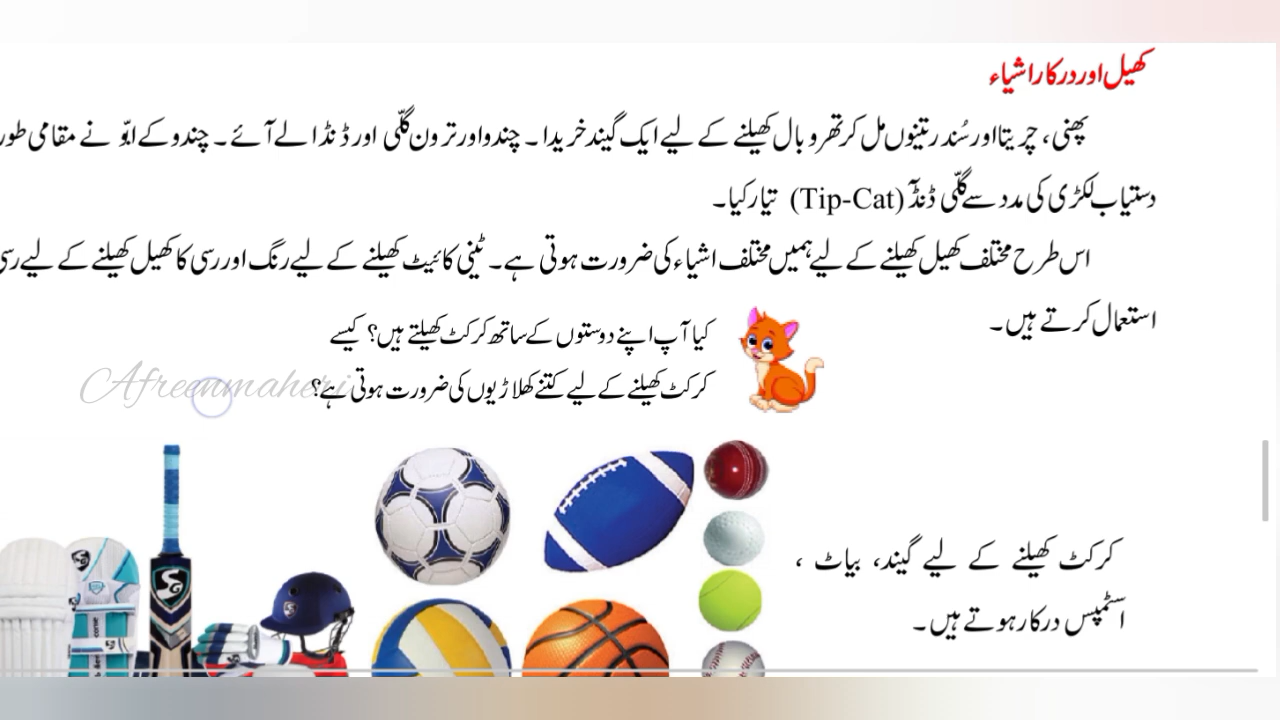 کھیل اور درکار اشیاء
پھنی، چریتا اور سُندر تینوں مل کر تھرو بال کھیلنے کے لیے ایک گیند خریدا۔ چندو اور ترون گلّی اور ڈنڈا لے آئے۔ چندو کے ابّو نے مقامی طور
دستیاب لکڑی کی مدد سے گلّی ڈنڈّا (Tip-Cat) تیار کیا۔
اس طرح مختلف کھیل کھیلنے کے لیے ہمیں مختلف اشیاء کی ضرورت ہوتی ہے۔ ٹینی کائیٹ کھیلنے کے لیے رنگ اور رسی کا کھیل کھیلنے کے لیے رسی
استعمال کرتے ہیں۔
کیا آپ اپنے دوستوں کے ساتھ کرکٹ کھیلتے ہیں؟ کیسے
کرکٹ کھیلنے کے لیے کتنے کھلاڑیوں کی ضرورت ہوتی ہے؟
Afreenmaheri
کرکٹ کھیلنے کے لیے گیند، بیاٹ ،
اسٹمپس درکار ہوتے ہیں۔
SG
SG
SG